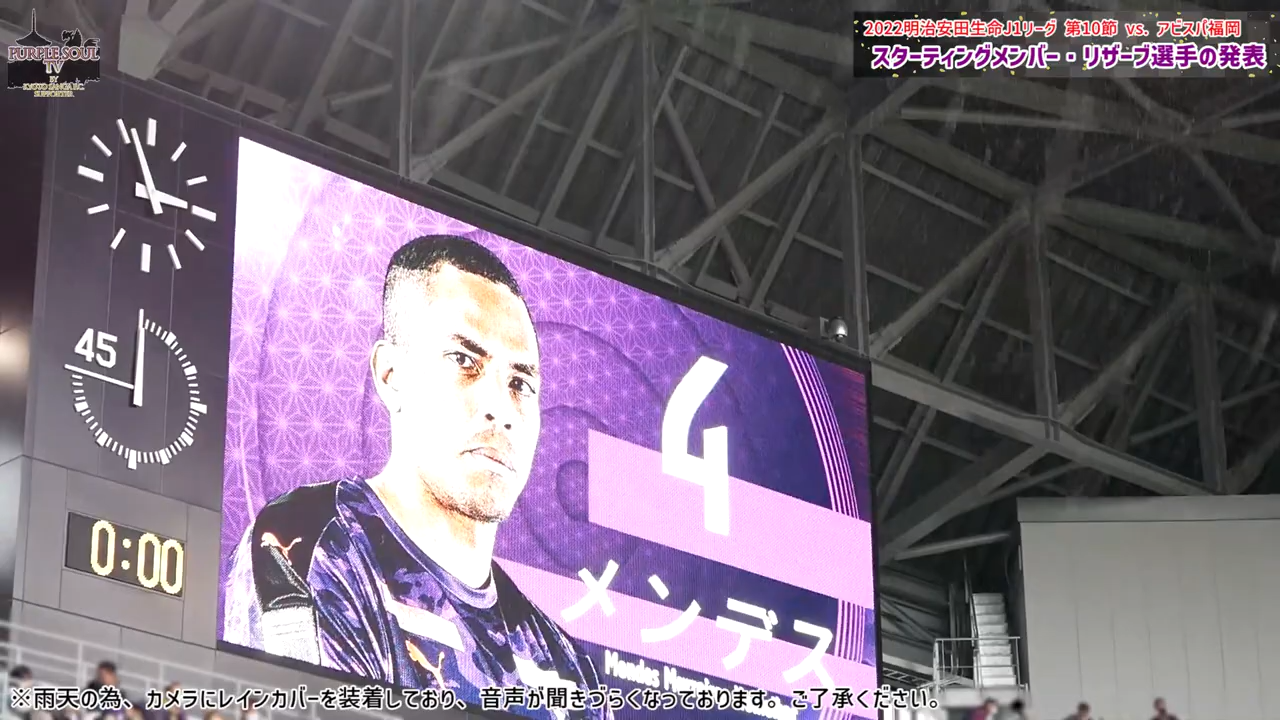 PURPLE SOUL
TV
BY
KYOTO SANGA F.C.
SUPPORTER
2022明治安田生命J1リーグ 第10節 vs. アビスパ福岡
スターティングメンバー・リザーブ選手の発表
45
0:00
4
メンデス
Mendes
※雨天の為、カメラにレインカバーを装着しており、音声が聞きづらくなっております。ご了承ください。